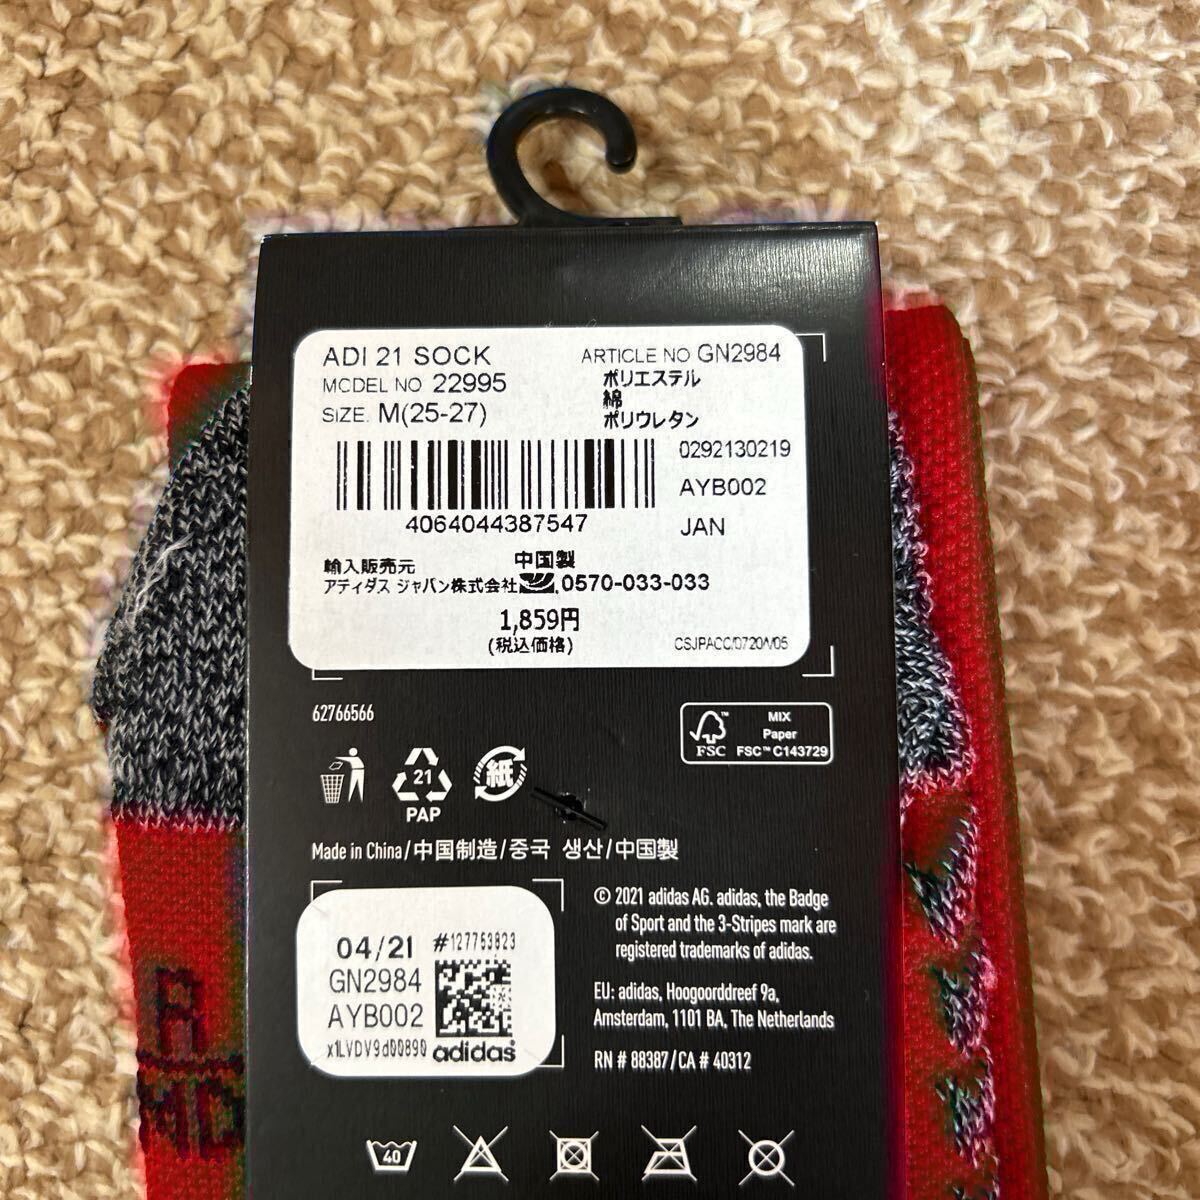 ADI 21 SOCK
ARTICLE NO GN2984
MODEL NO 22995
ポリエステル
綿
SIZE. M(25-27)
ポリウレタン
0292130219
AYB002
4064044387547
JAN
輸入販売元
中国製
アディダス ジャパン株式会社
0570-033-033
1,859円
(税込価格)
CSJPACC/0720/V/05
62766566
MIX
Paper
FSC™ C143729
FSC
21
PAP
紙
Made in China/中国制造/중국 생산/中国製
04/21 #127753823
GN2984
AYB002
x1LVDV9d00890
adidas
© 2021 adidas AG. adidas, the Badge
of Sport and the 3-Stripes mark are
registered trademarks of adidas.
EU: adidas, Hoogoorddreef 9a,
Amsterdam, 1101 BA, The Netherlands
RN # 88387/CA # 40312
40
R
MD